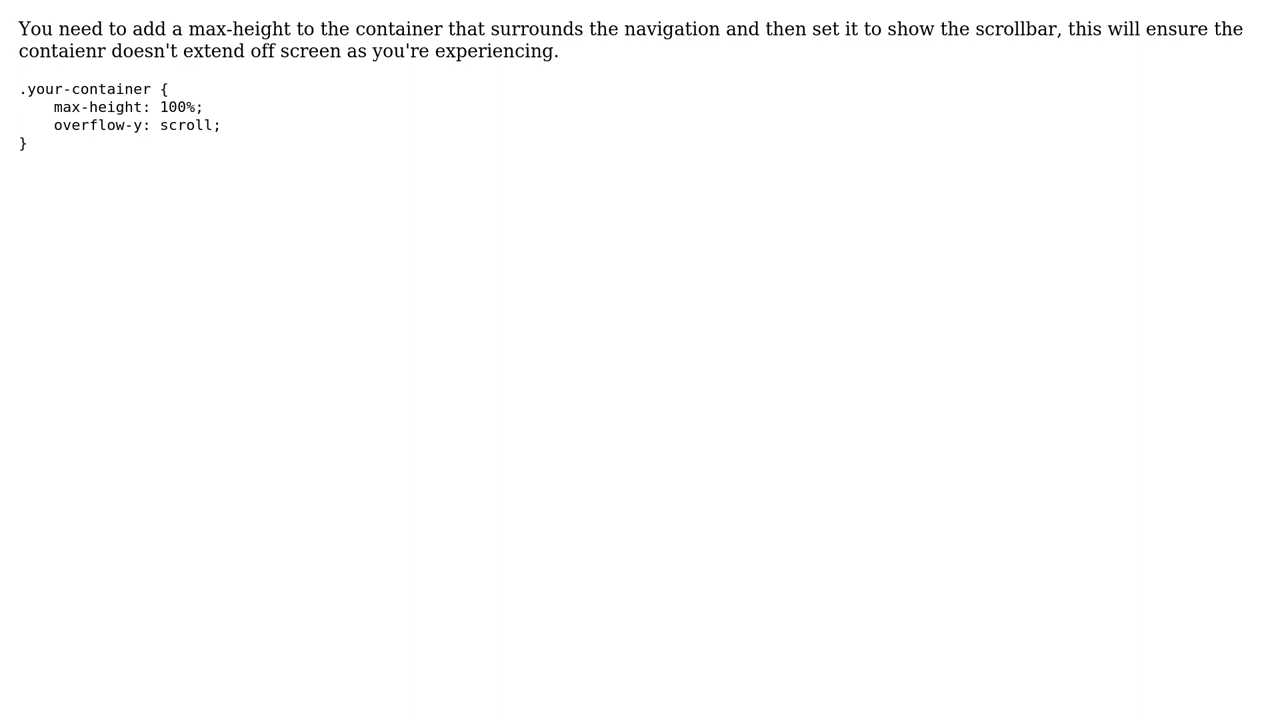 You need to add a max-height to the container that surrounds the navigation and then set it to show the scrollbar, this will ensure the
contaienr doesn't extend off screen as you're experiencing.
.your-container {
    max-height: 100%;
    overflow-y: scroll;
}